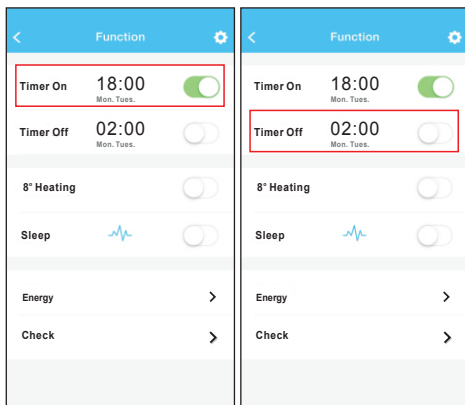 Function
Timer On 18:00
Mon. Tues.
Timer Off 02:00
Mon. Tues.
8° Heating
Sleep
Energy
Check
Function
Timer On 18:00
Mon. Tues.
Timer Off 02:00
Mon. Tues.
8° Heating
Sleep
Energy
Check